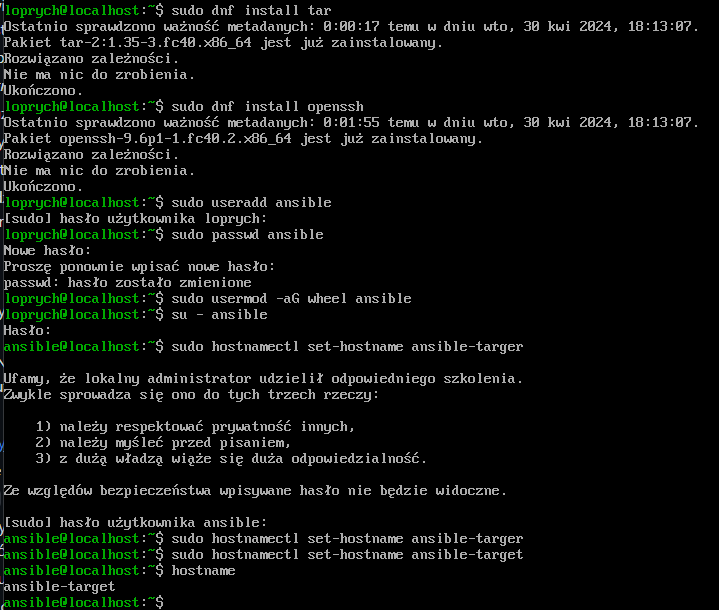 loprych@localhost:~$ sudo dnf install tar
Ostatnio sprawdzono ważność metadanych: 0:00:17 temu w dniu wto, 30 kwi 2024, 18:13:07.
Pakiet tar-2:1.35-3.fc40.x86_64 jest już zainstalowany.
Rozwiązano zależności.
Nie ma nic do zrobienia.
Ukończono.
loprych@localhost:~$ sudo dnf install openssh
Ostatnio sprawdzono ważność metadanych: 0:01:55 temu w dniu wto, 30 kwi 2024, 18:13:07.
Pakiet openssh-9.6p1-1.fc40.2.x86_64 jest już zainstalowany.
Rozwiązano zależności.
Nie ma nic do zrobienia.
Ukończono.
loprych@localhost:~$ sudo useradd ansible
[sudo] hasło użytkownika loprych:
loprych@localhost:~$ sudo passwd ansible
Nowe hasło:
Proszę ponownie wpisać nowe hasło:
passwd: hasło zostało zmienione
loprych@localhost:~$ sudo usermod -aG wheel ansible
loprych@localhost:~$ su - ansible
Hasło:
ansible@localhost:~$ sudo hostnamectl set-hostname ansible-targer
Ufamy, że lokalny administrator udzielił odpowiedniego szkolenia.
Zwykle sprowadza się ono do tych trzech rzeczy:
1) należy respektować prywatność innych,
2) należy myśleć przed pisaniem,
3) z dużą władzą wiąże się duża odpowiedzialność.
Ze względów bezpieczeństwa wpisywane hasło nie będzie widoczne.
[sudo] hasło użytkownika ansible:
ansible@localhost:~$ sudo hostnamectl set-hostname ansible-targer
ansible@localhost:~$ sudo hostnamectl set-hostname ansible-target
ansible@localhost:~$ hostname
ansible-target
ansible@localhost:~$